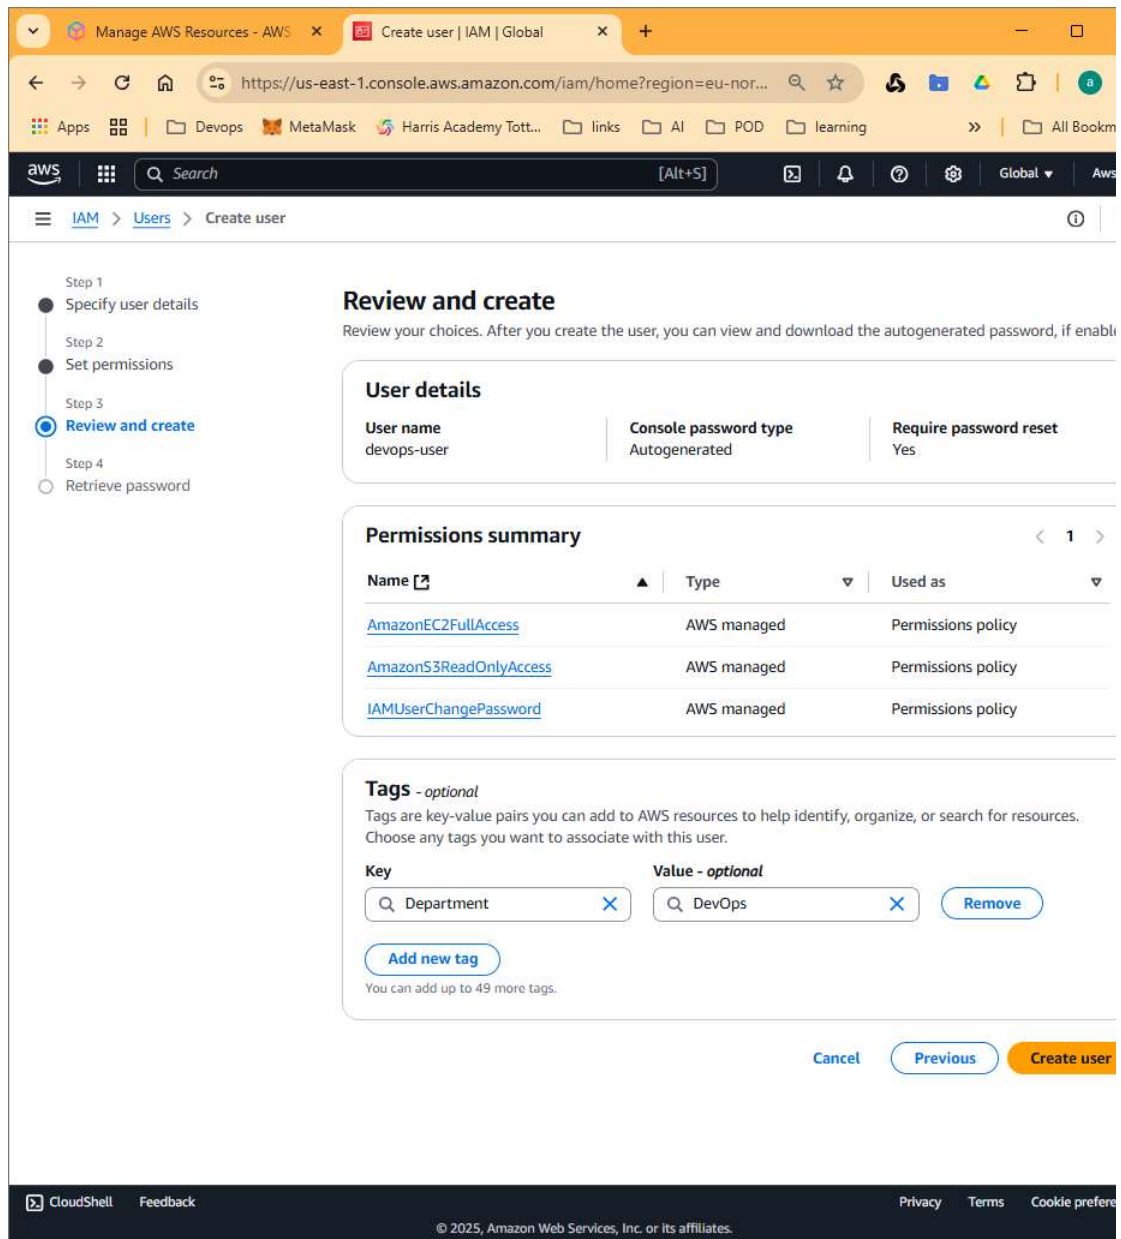 Manage AWS Resources - AWS
Create user | IAM | Global
https://us-east-1.console.aws.amazon.com/iam/home?region=eu-nor...
a
Apps
Devops
MetaMask
Harris Academy Tott...
links
AI
POD
learning
»
All Bookm
aws
Search
[Alt+S]
Global
Aws
IAM > Users > Create user
Step 1
Specify user details
Step 2
Set permissions
Step 3
Review and create
Step 4
Retrieve password
Review and create
Review your choices. After you create the user, you can view and download the autogenerated password, if enable
User details
User name Console password type Require password reset
devops-user Autogenerated Yes
Permissions summary
< 1 >
Name Type Used as
AmazonEC2FullAccess AWS managed Permissions policy
AmazonS3ReadOnlyAccess AWS managed Permissions policy
IAMUserChangePassword AWS managed Permissions policy
Tags - optional
Tags are key-value pairs you can add to AWS resources to help identify, organize, or search for resources.
Choose any tags you want to associate with this user.
Key Value - optional
Department DevOps Remove
Add new tag
You can add up to 49 more tags.
Cancel Previous Create user
CloudShell Feedback Privacy Terms Cookie prefere
© 2025, Amazon Web Services, Inc. or its affiliates.